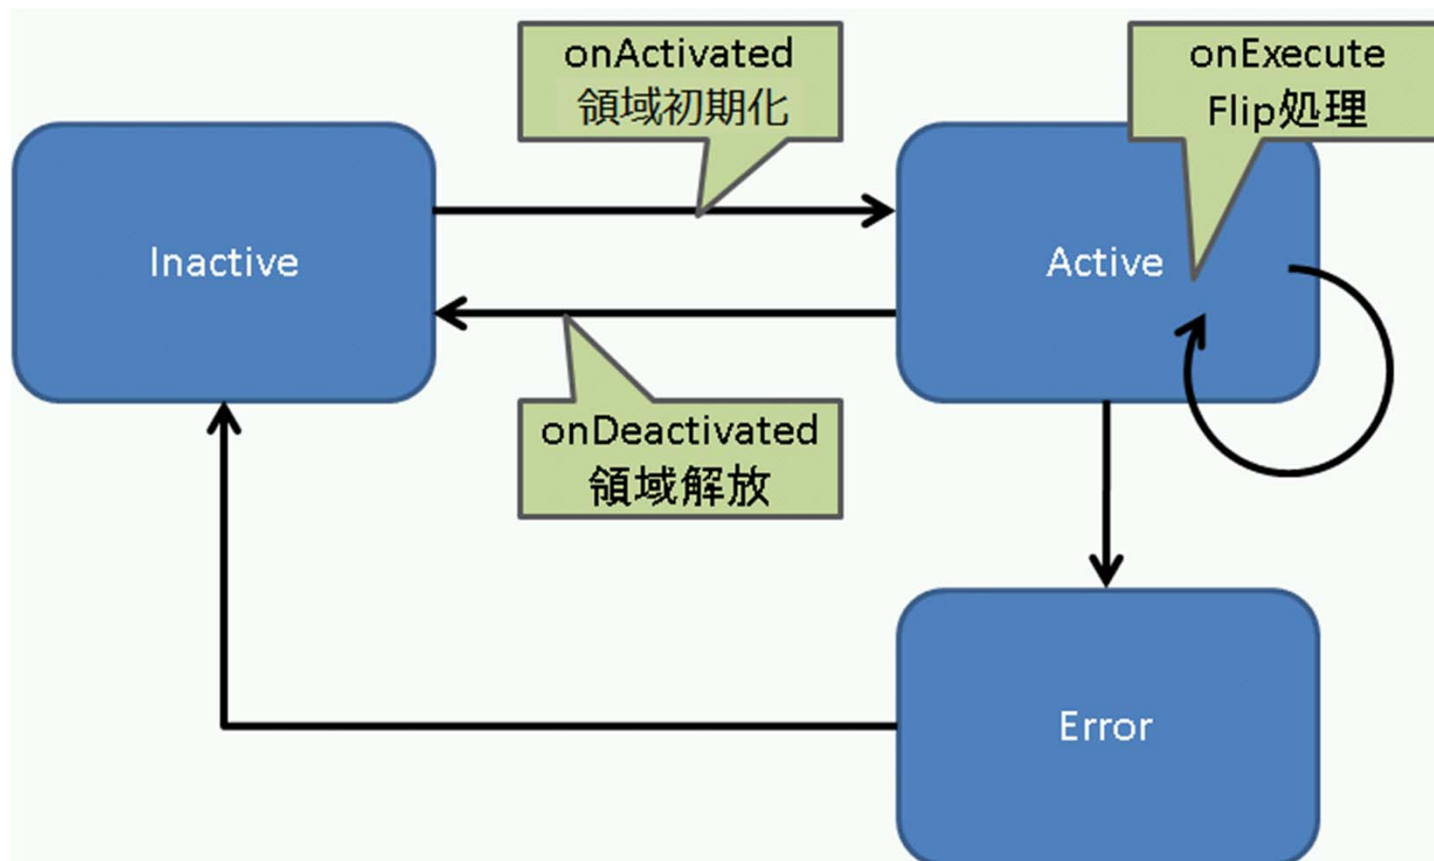 onActivated
領域初期化
onExecute
Flip処理
Inactive
Active
onDeactivated
領域解放
Error